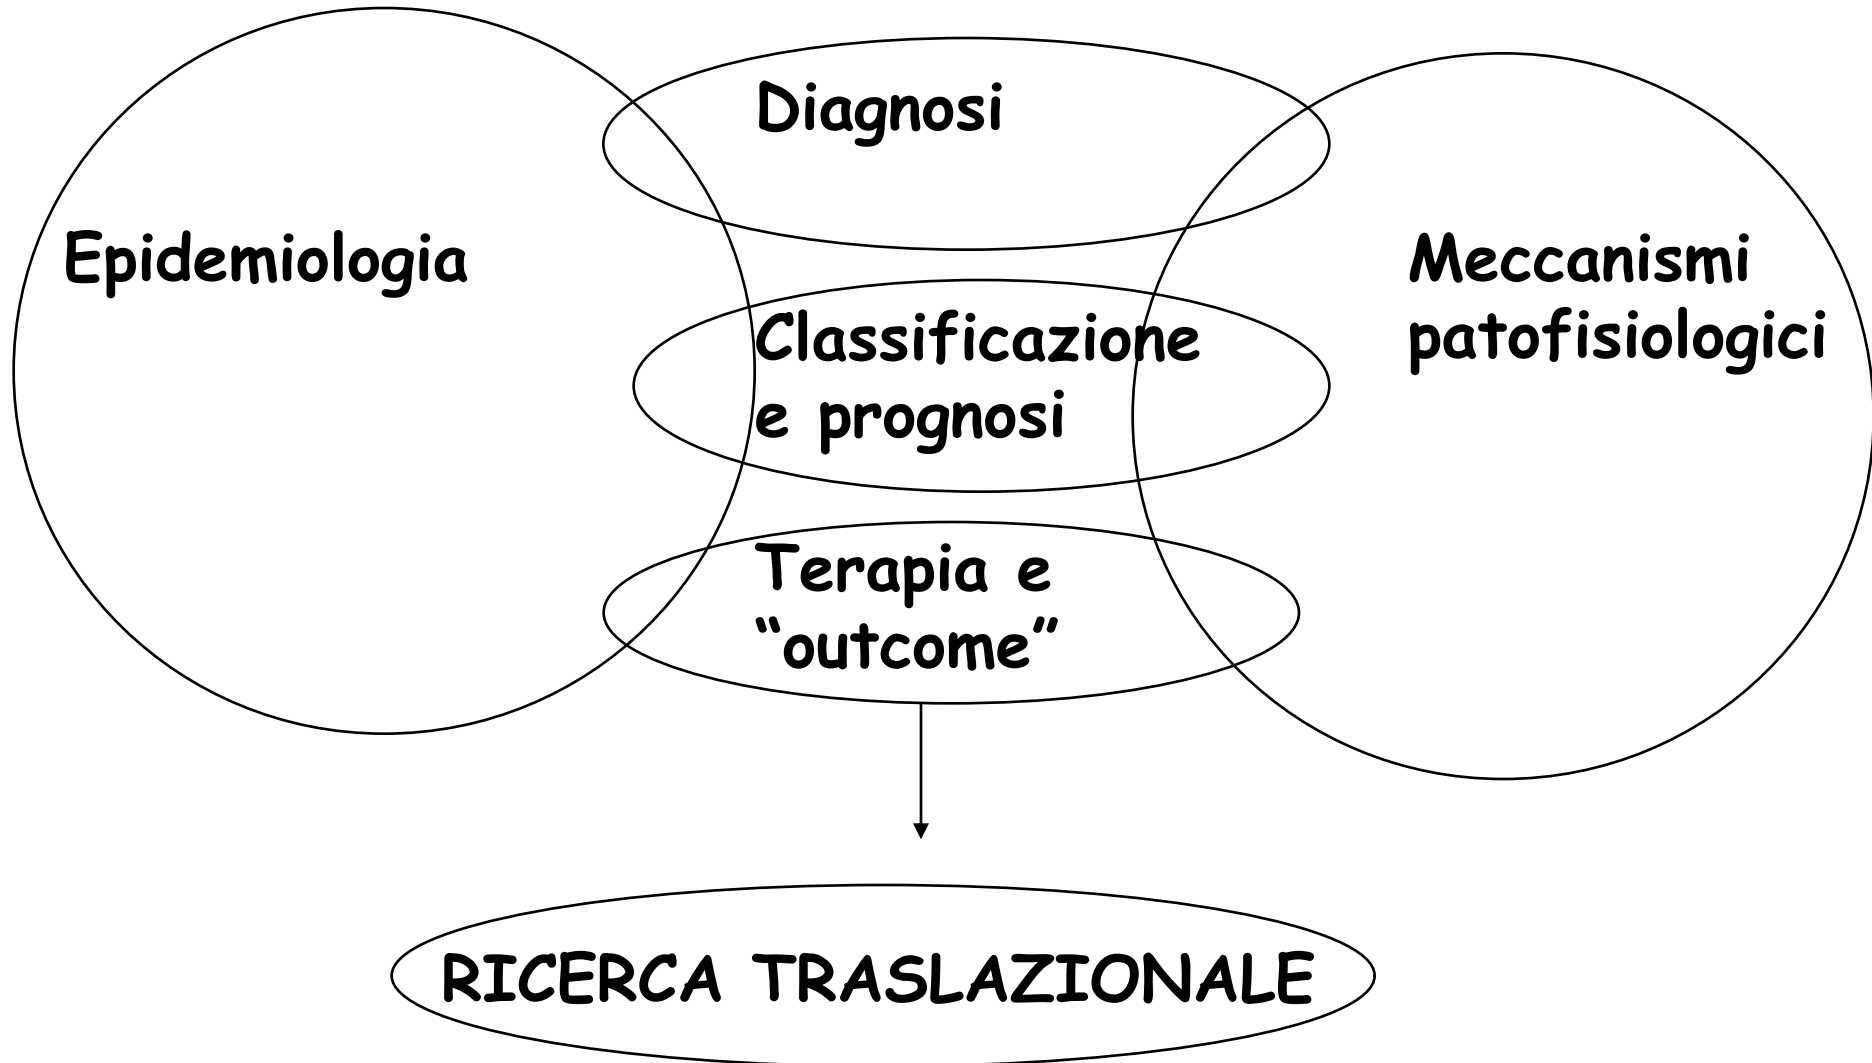 Diagnosi
Epidemiologia
Meccanismi
patofisiologici
Classificazione
e prognosi
Terapia e
“outcome”
RICERCA TRASLAZIONALE